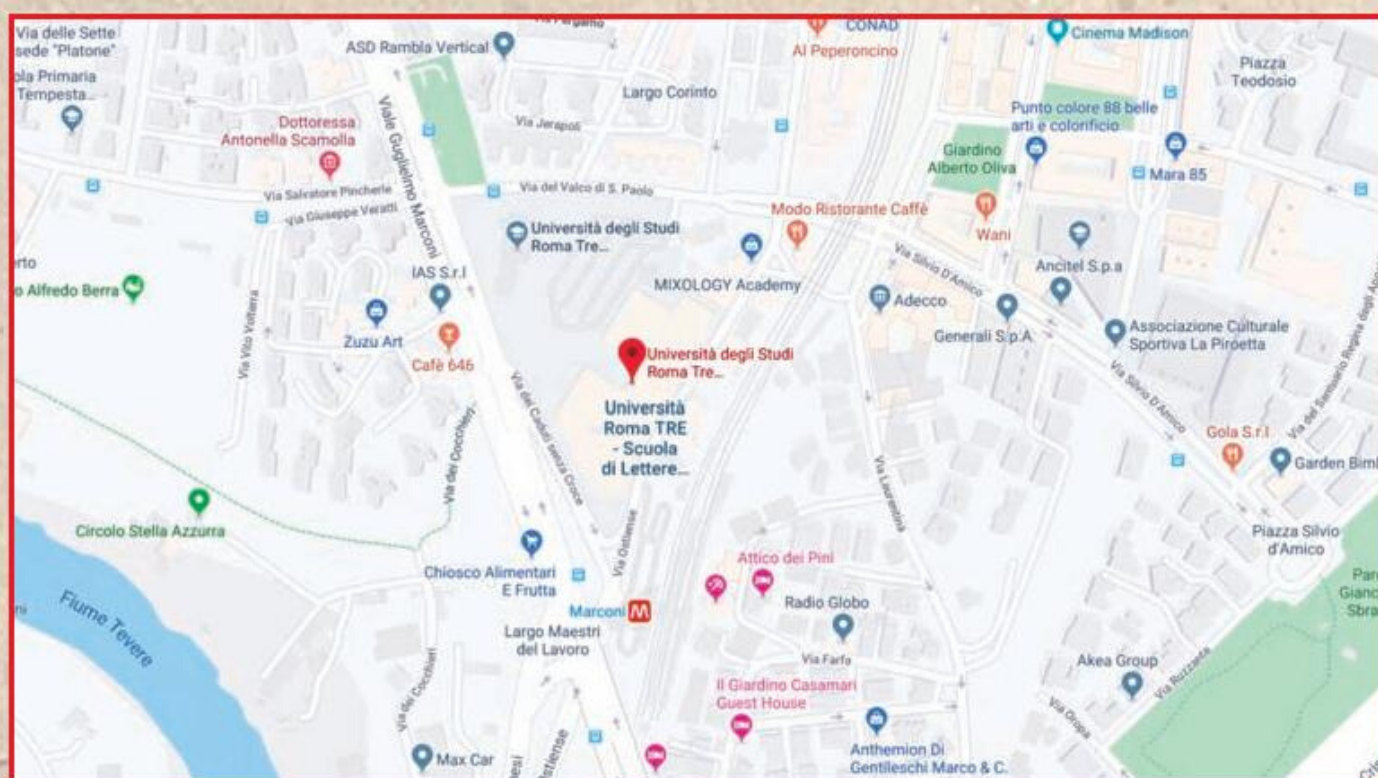 Via delle Sette
sede "Platone"
Tempesta...
ASD Rambla Vertical
CONAD
Al Peperoncino
Cinema Madison
Piazza
Teodosio
Largo Corinto
Via Jerapoli
Punto colore 88 belle
arti e colorificio
Dottoressa
Antonella Scamolla
Viale Guglielmo Marconi
Giardino
Alberto Oliva
Mara 85
Via Salvatore Pincherle
Via Giuseppe Veratti
Via del Valco di S. Paolo
Modo Ristorante Caffè
Wani
Università degli Studi
Roma Tre...
Via Silvio D'Amico
Ancitel S.p.a
o Alfredo Berra
IAS S.r.l
MIXOLOGY Academy
Adecco
Generali S.p.A
Associazione Culturale
Sportiva La Piroetta
Zuzu Art
Cafè 646
Via Vito Volterra
Università degli Studi
Roma Tre...
Via dei Caduti senza Croce
Via Silvio D'Amico
Università
Roma TRE
- Scuola
di Lettere...
Via dei Cocchieri
Gola S.r.l
Garden Bimb
Via Laurentina
Circolo Stella Azzurra
Via Ostiense
Piazza Silvio
d'Amico
Chiosco Alimentari
E Frutta
Attico dei Pini
Radio Globo
Fiume Tevere
Marconi M
Largo Maestri
del Lavoro
Via Farfa
Akea Group
Via Ruzzante
Via dei Cocchieri
Il Giardino Casamari
Guest House
Via Oropa
Max Car
Anthemion Di
Gentileschi Marco & C.